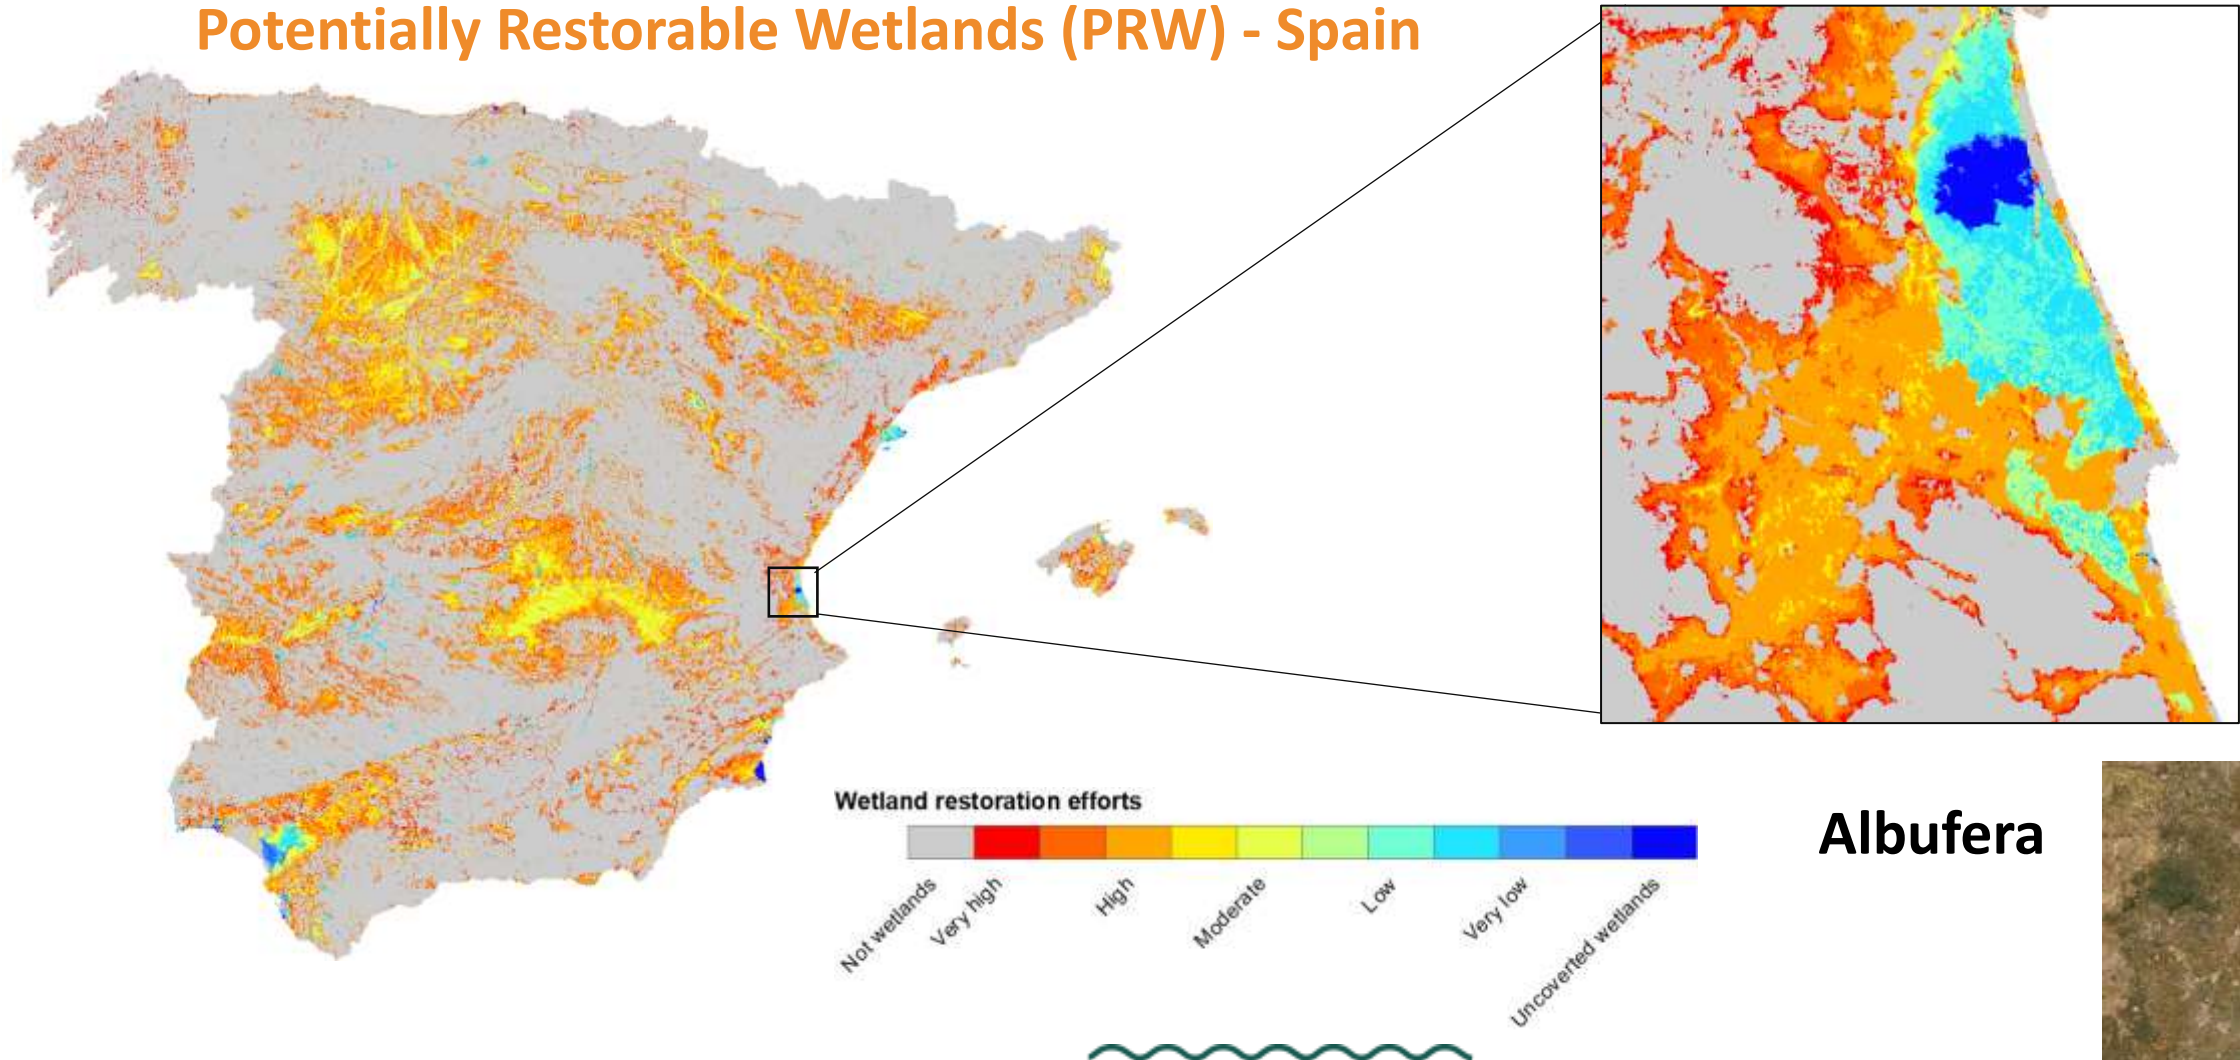 Potentially Restorable Wetlands (PRW) - Spain
Wetland restoration efforts
Not wetlands
Very high
High
Moderate
Low
Very low
Uncoverted wetlands
Albufera